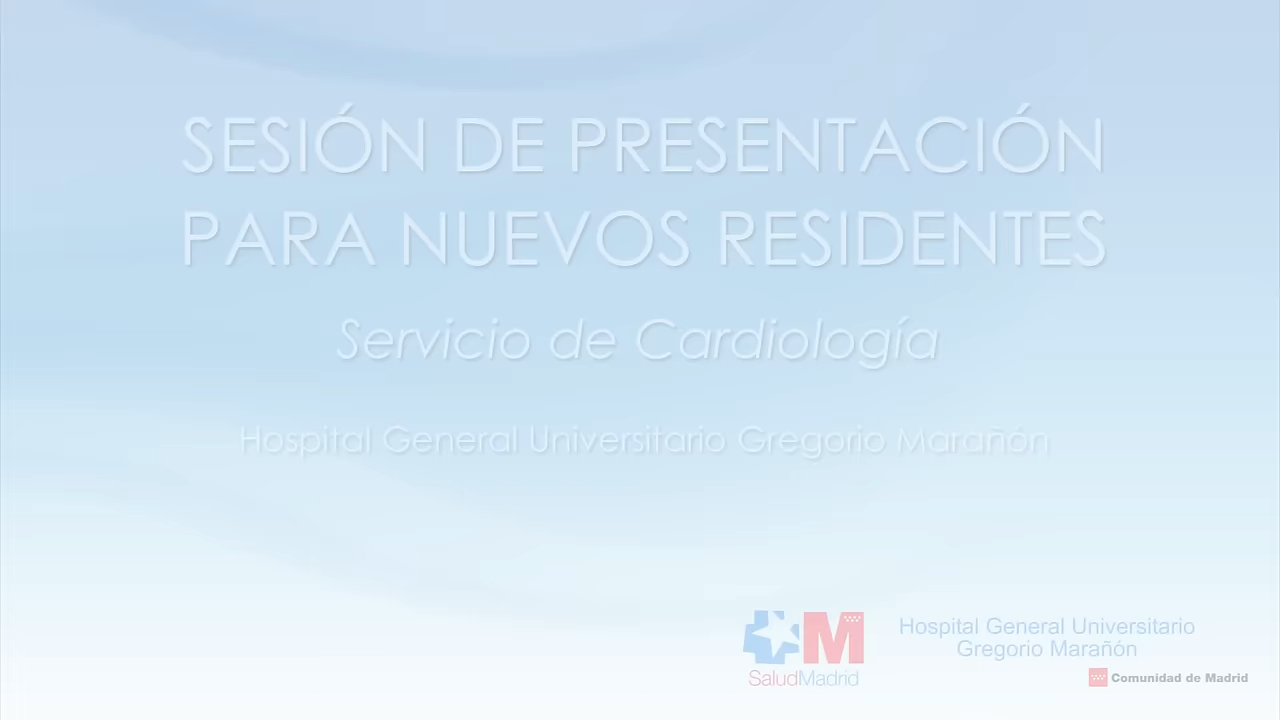 SESIÓN DE PRESENTACIÓN
PARA NUEVOS RESIDENTES
Servicio de Cardiología
Hospital General Universitario Gregorio Marañón
M
SaludMadrid
Hospital General Universitario
Gregorio Marañón
Comunidad de Madrid